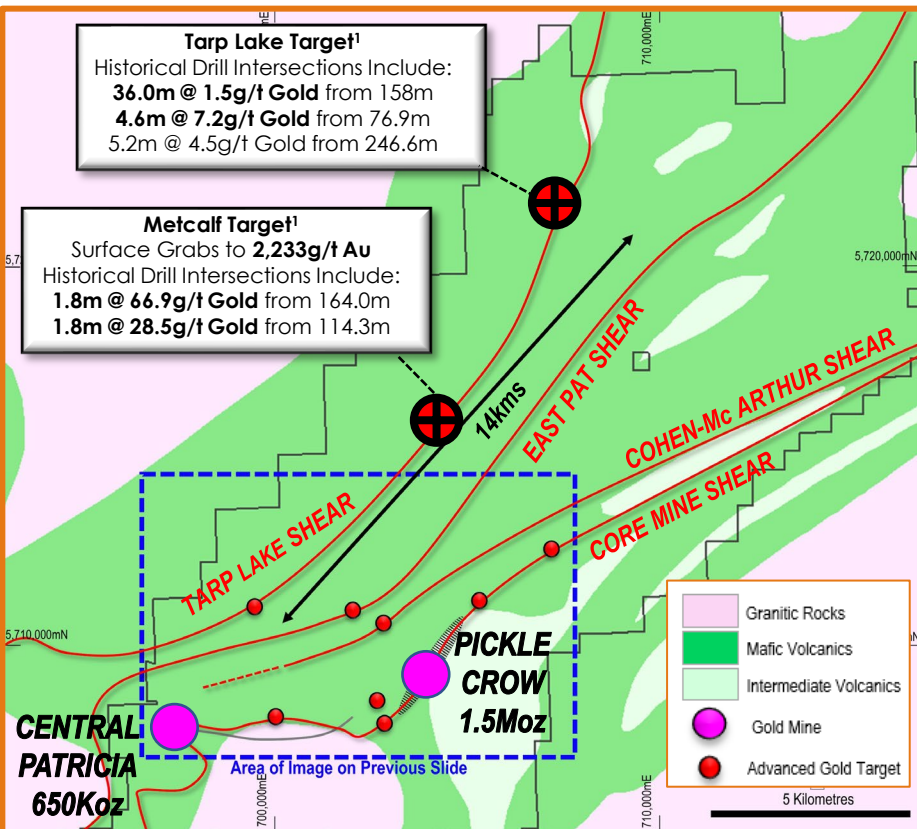 710,000mE
Tarp Lake Target¹
Historical Drill Intersections Include:
36.0m @ 1.5g/t Gold from 158m
4.6m @ 7.2g/t Gold from 76.9m
5.2m @ 4.5g/t Gold from 246.6m
Metcalf Target¹
Surface Grabs to 2,233g/t Au
Historical Drill Intersections Include:
1.8m @ 66.9g/t Gold from 164.0m
1.8m @ 28.5g/t Gold from 114.3m
5,720,000mN
14kms
EAST PAT SHEAR
COHEN-Mc ARTHUR SHEAR
CORE MINE SHEAR
TARP LAKE SHEAR
5,710,000mN
PICKLE
CROW
1.5Moz
CENTRAL
PATRICIA
650Koz
Area of Image on Previous Slide
700,000mE
710,000mE
Granitic Rocks
Mafic Volcanics
Intermediate Volcanics
Gold Mine
Advanced Gold Target
5 Kilometres